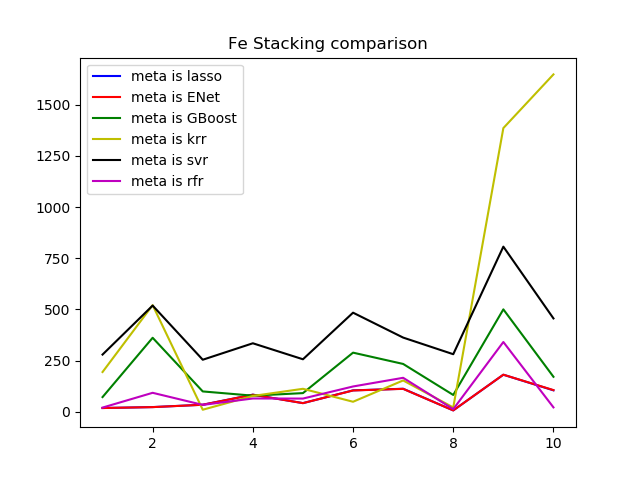 Fe Stacking comparison
meta is lasso
meta is ENet
meta is GBoost
meta is krr
meta is svr
meta is rfr
1500
1250
1000
750
500
250
0
2 4 6 8 10